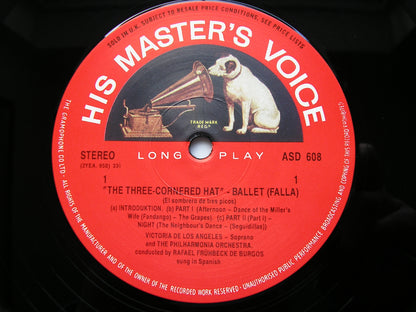 SOLD IN U.K. SUBJECT TO RESALE PRICE CONDITIONS, SEE PRICE LISTS
HIS MASTER'S VOICE
TRADE MARK
REGD
STEREO
LONG PLAY
ASD 608
(2YEA. 950) 33⅓
1
1
"THE THREE-CORNERED HAT" - BALLET (FALLA)
(El sombrero de tres picos)
(a) INTRODUKTION: (b) PART I (Afternoon - Dance of the Miller's
Wife (Fandango) - The Grapes): (c) PART II (Part I) -
NIGHT (The Neighbour's Dance - (Seguidillas))
VICTORIA DE LOS ANGELES - Soprano
and THE PHILHARMONIA ORCHESTRA.
conducted by RAFAEL FRÜHBECK DE BURGOS
sung in Spanish
THE GRAMOPHONE CO LTD - ALL RIGHTS OF THE MANUFACTURER AND OF THE OWNER OF THE RECORDED WORK RESERVED - UNAUTHORISED PUBLIC PERFORMANCE BROADCASTING AND COPYING OF THIS RECORD PROHIBITED